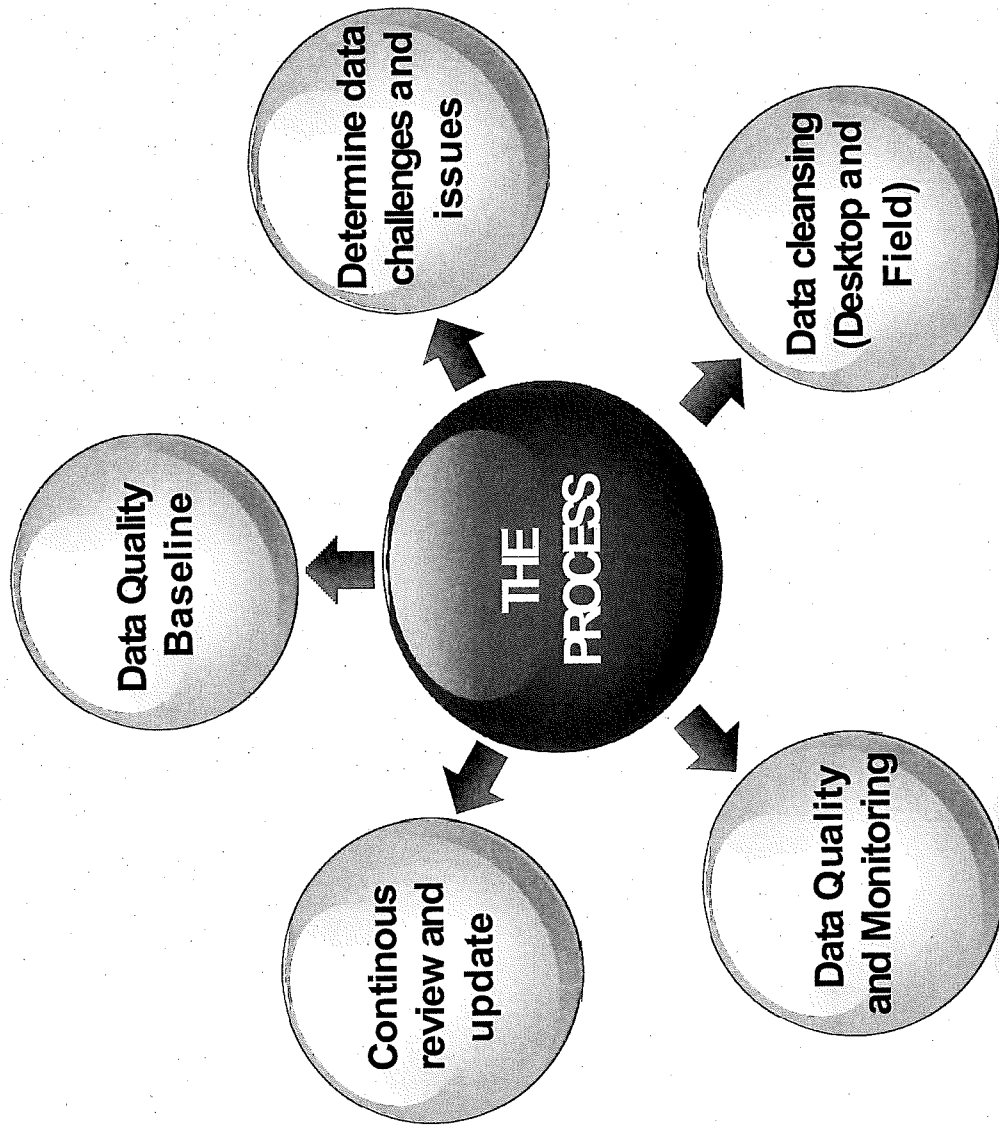 Data Quality
Baseline
Determine data
challenges and
issues
Data cleansing
(Desktop and
Field)
Data Quality
and Monitoring
Continous
review and
update
THE
PROCESS